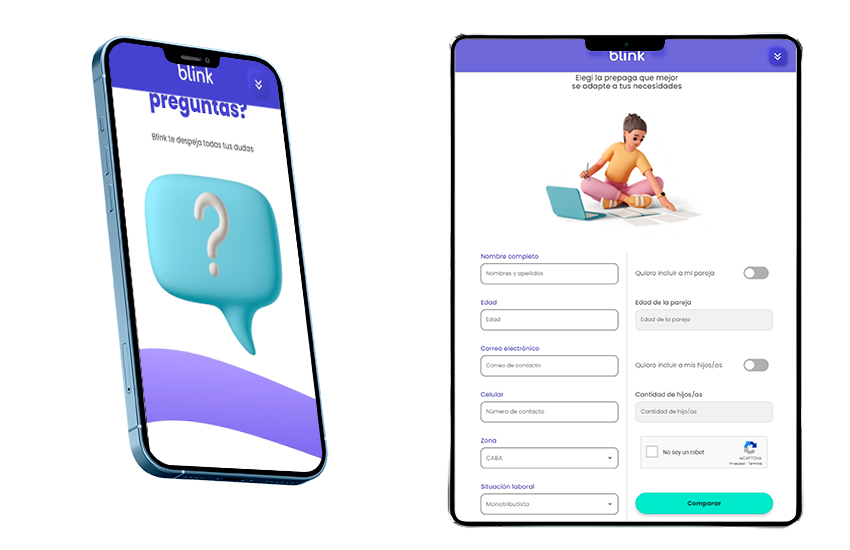 blink
preguntas?
Blink te despeja todas tus dudas
?
blink
Elegí la prepaga que mejor
se adapte a tus necesidades
Nombre completo
Nombres y apellidos
Edad
Edad
Correo electrónico
Correo de contacto
Celular
Número de contacto
Zona
CABA
Situación laboral
Monotributista
Quiero incluir a mi pareja
Edad de la pareja
Edad de la pareja
Quiero incluir a mis hijos/as
Cantidad de hijos/as
Cantidad de hijo/as
No soy un robot
reCAPTCHA
Privacidad - Términos
Comparar